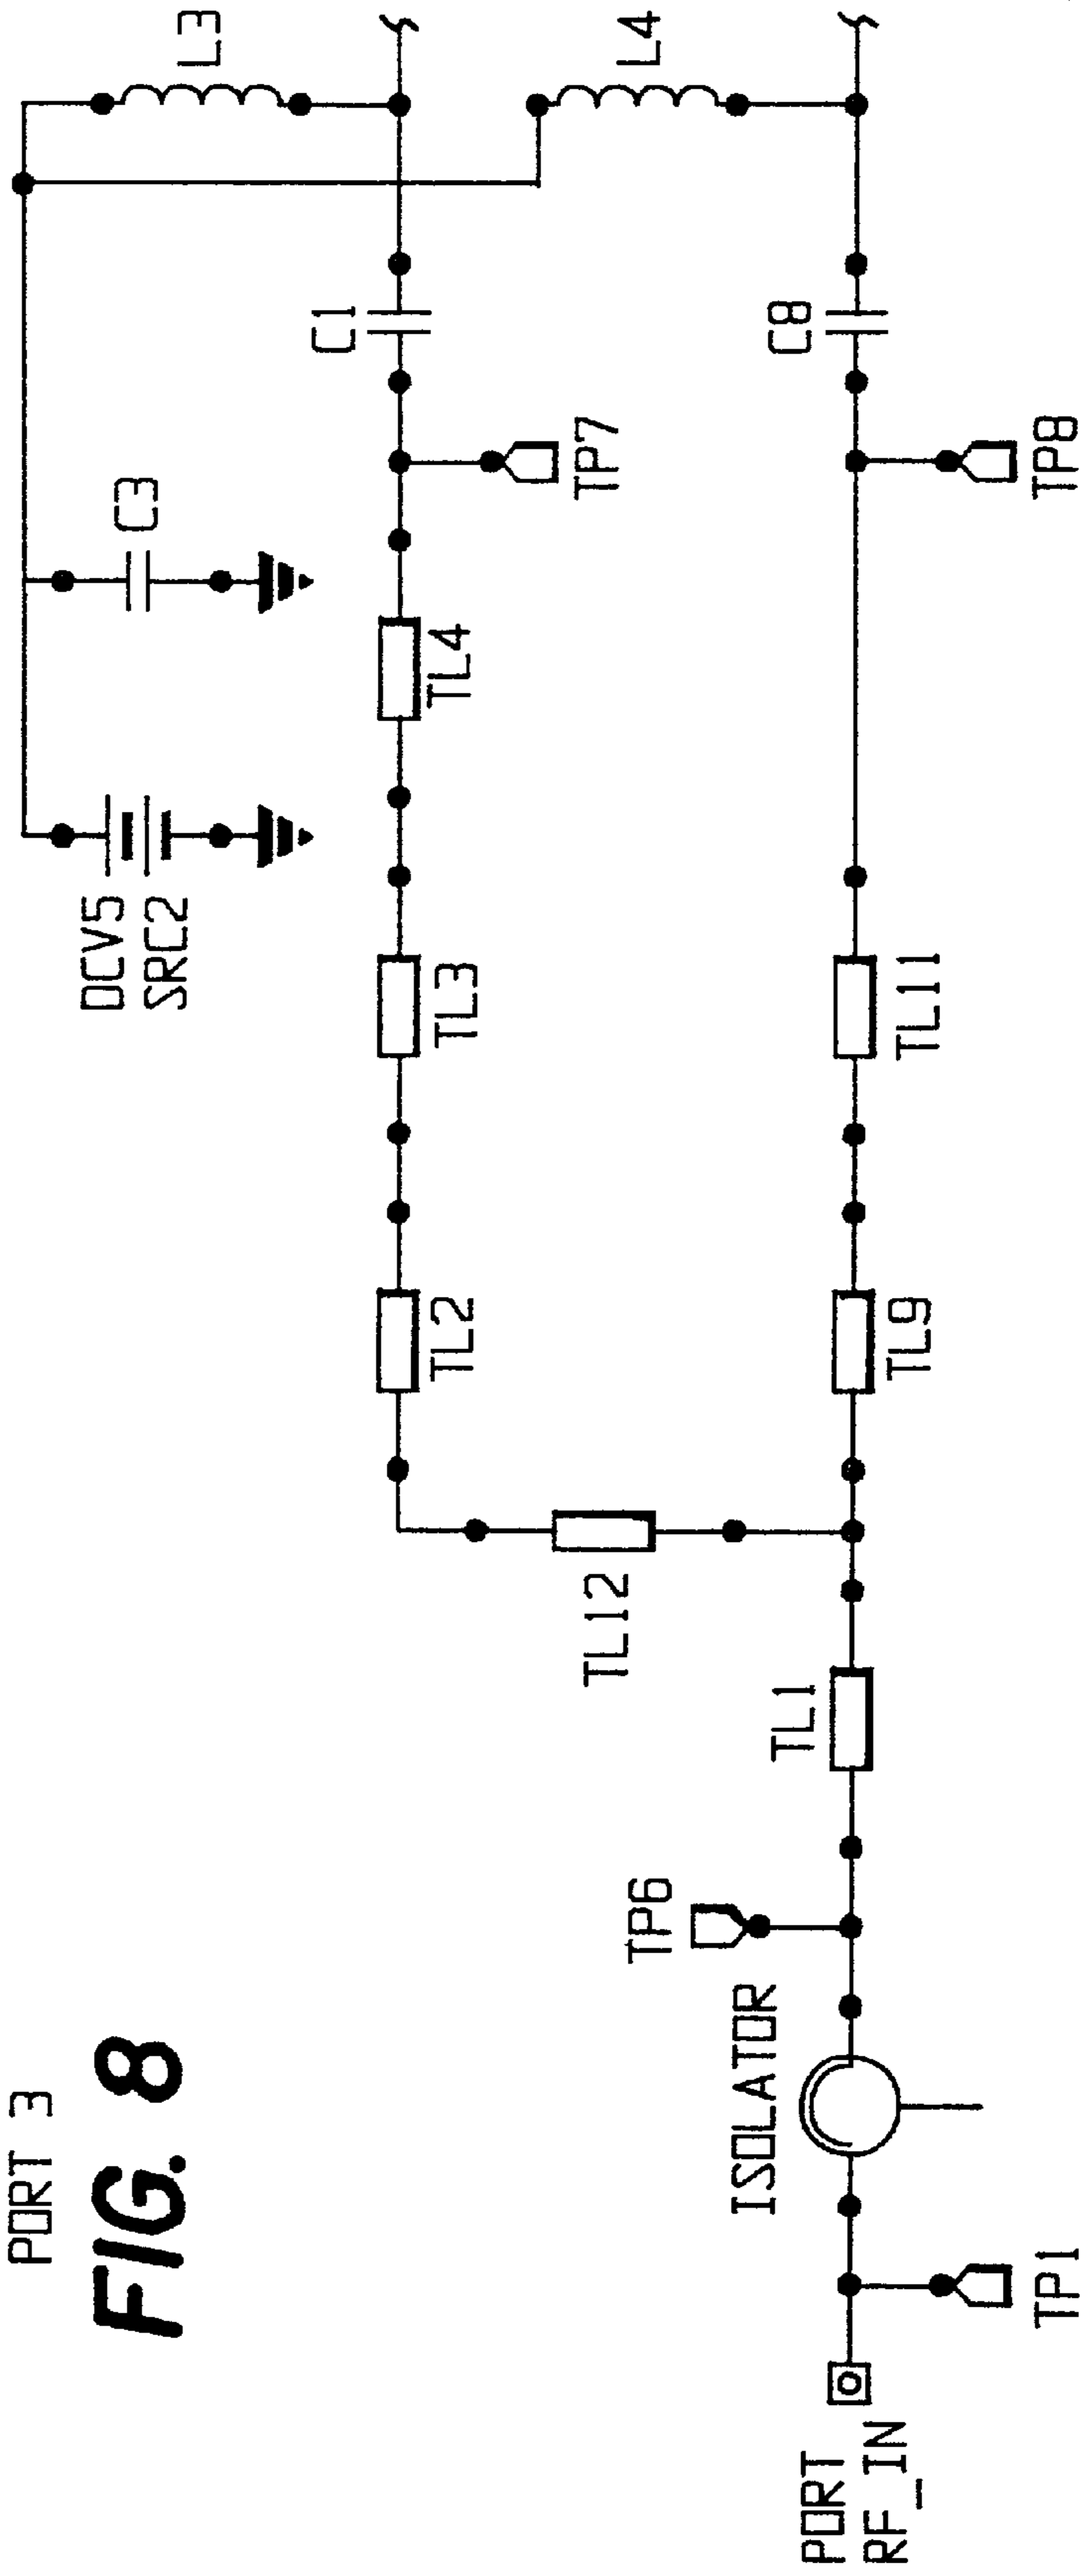 PORT 3
FIG. 8
DCV5
SRC2
C3
L3
L4
C1
C8
TP7
TP8
TL4
TL3
TL2
TL11
TL9
TL12
TL1
TP6
ISOLATOR
TP1
PORT
RF_IN